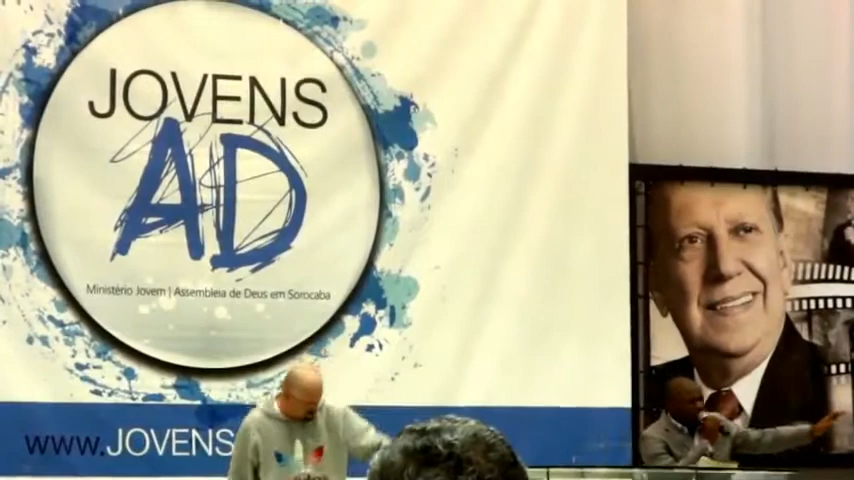 JOVENS
AD
Ministério Jovem | Assembleia de Deus em Sorocaba
www.JOVENS